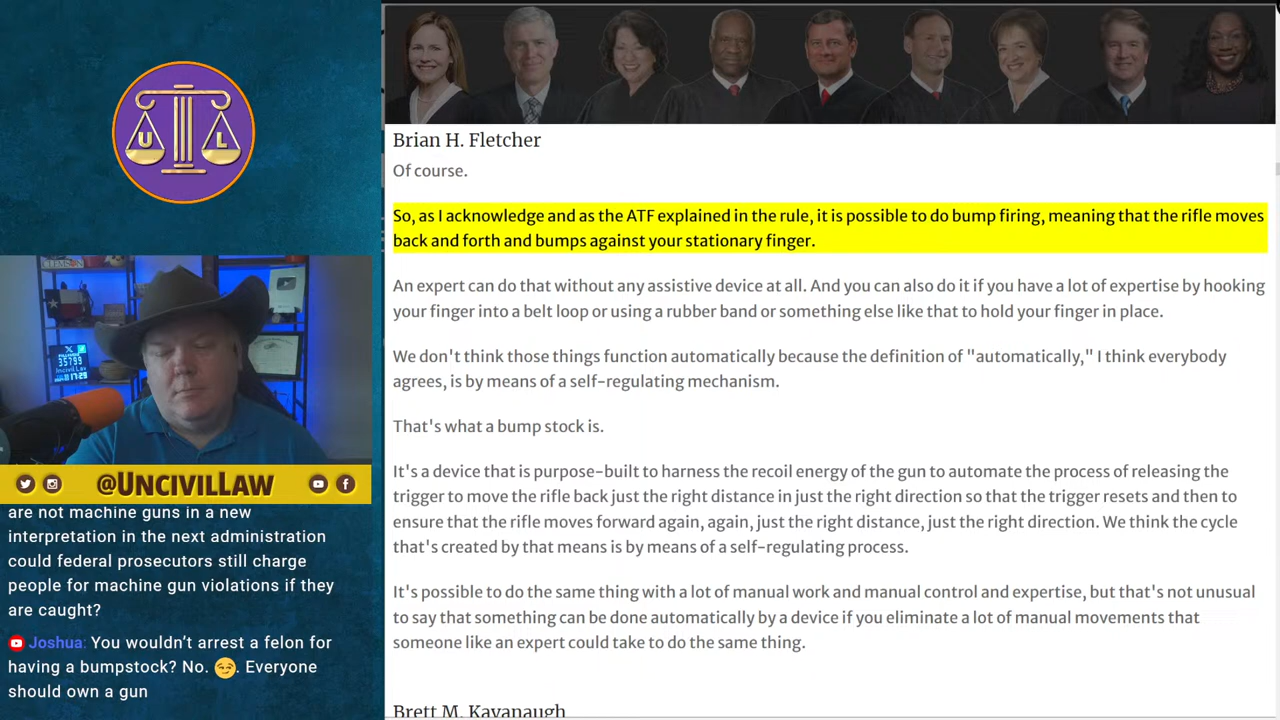 U L
@UNCIVILLAW
are not machine guns in a new
interpretation in the next administration
could federal prosecutors still charge
people for machine gun violations if they
are caught?
Joshua: You wouldn't arrest a felon for
having a bumpstock? No. 😏. Everyone
should own a gun
Brian H. Fletcher
Of course.
So, as I acknowledge and as the ATF explained in the rule, it is possible to do bump firing, meaning that the rifle moves
back and forth and bumps against your stationary finger.
An expert can do that without any assistive device at all. And you can also do it if you have a lot of expertise by hooking
your finger into a belt loop or using a rubber band or something else like that to hold your finger in place.
We don't think those things function automatically because the definition of "automatically," I think everybody
agrees, is by means of a self-regulating mechanism.
That's what a bump stock is.
It's a device that is purpose-built to harness the recoil energy of the gun to automate the process of releasing the
trigger to move the rifle back just the right distance in just the right direction so that the trigger resets and then to
ensure that the rifle moves forward again, again, just the right distance, just the right direction. We think the cycle
that's created by that means is by means of a self-regulating process.
It's possible to do the same thing with a lot of manual work and manual control and expertise, but that's not unusual
to say that something can be done automatically by a device if you eliminate a lot of manual movements that
someone like an expert could take to do the same thing.
Brett M. Kavanaugh